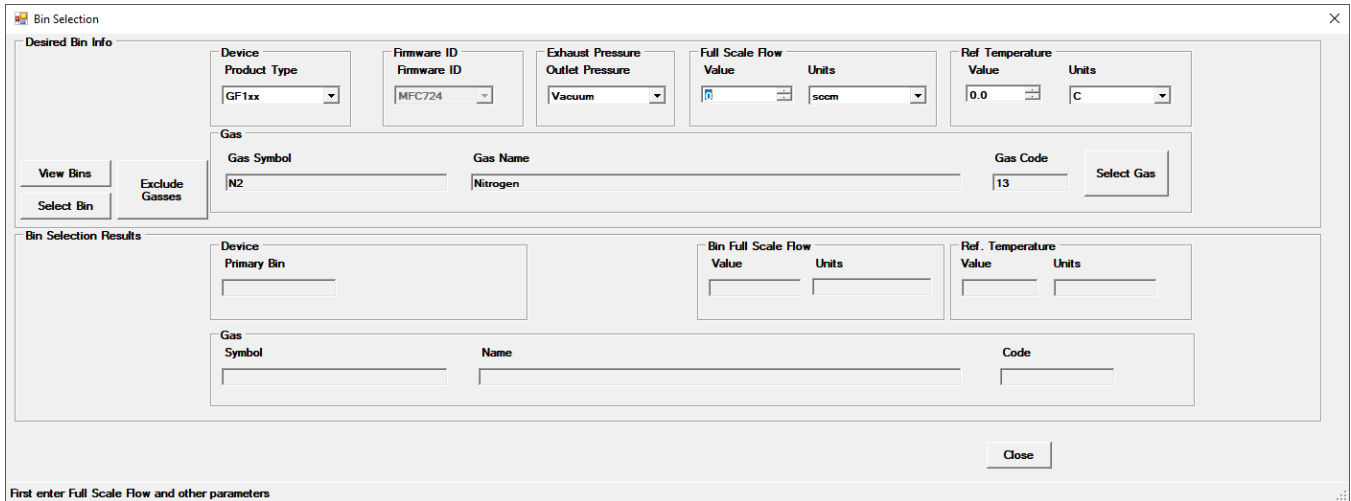 Bin Selection
Desired Bin Info
Device
Firmware ID
Exhaust Pressure
Full Scale Flow
Ref Temperature
Product Type
Firmware ID
Outlet Pressure
Value
Units
Value
Units
GF1xx
MFC724
Vacuum
0
sccm
0.0
C
Gas
Gas Symbol
Gas Name
Gas Code
N2
Nitrogen
13
Select Gas
View Bins
Exclude
Gasses
Select Bin
Bin Selection Results
Device
Bin Full Scale Flow
Ref. Temperature
Primary Bin
Value
Units
Value
Units
Gas
Symbol
Name
Code
Close
First enter Full Scale Flow and other parameters